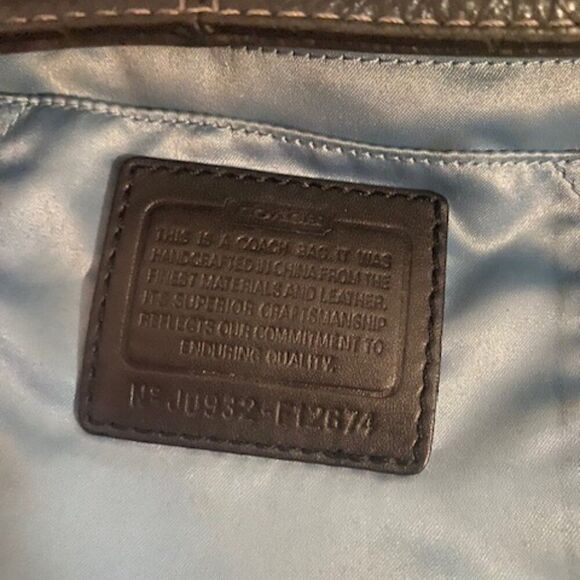 COACH
THIS IS A COACH BAG. IT WAS
HANDCRAFTED IN CHINA FROM THE
FINEST MATERIALS AND LEATHER.
ITS SUPERIOR CRAFTSMANSHIP
REFLECTS OUR COMMITMENT TO
ENDURING QUALITY.
Nº J0932-F12674